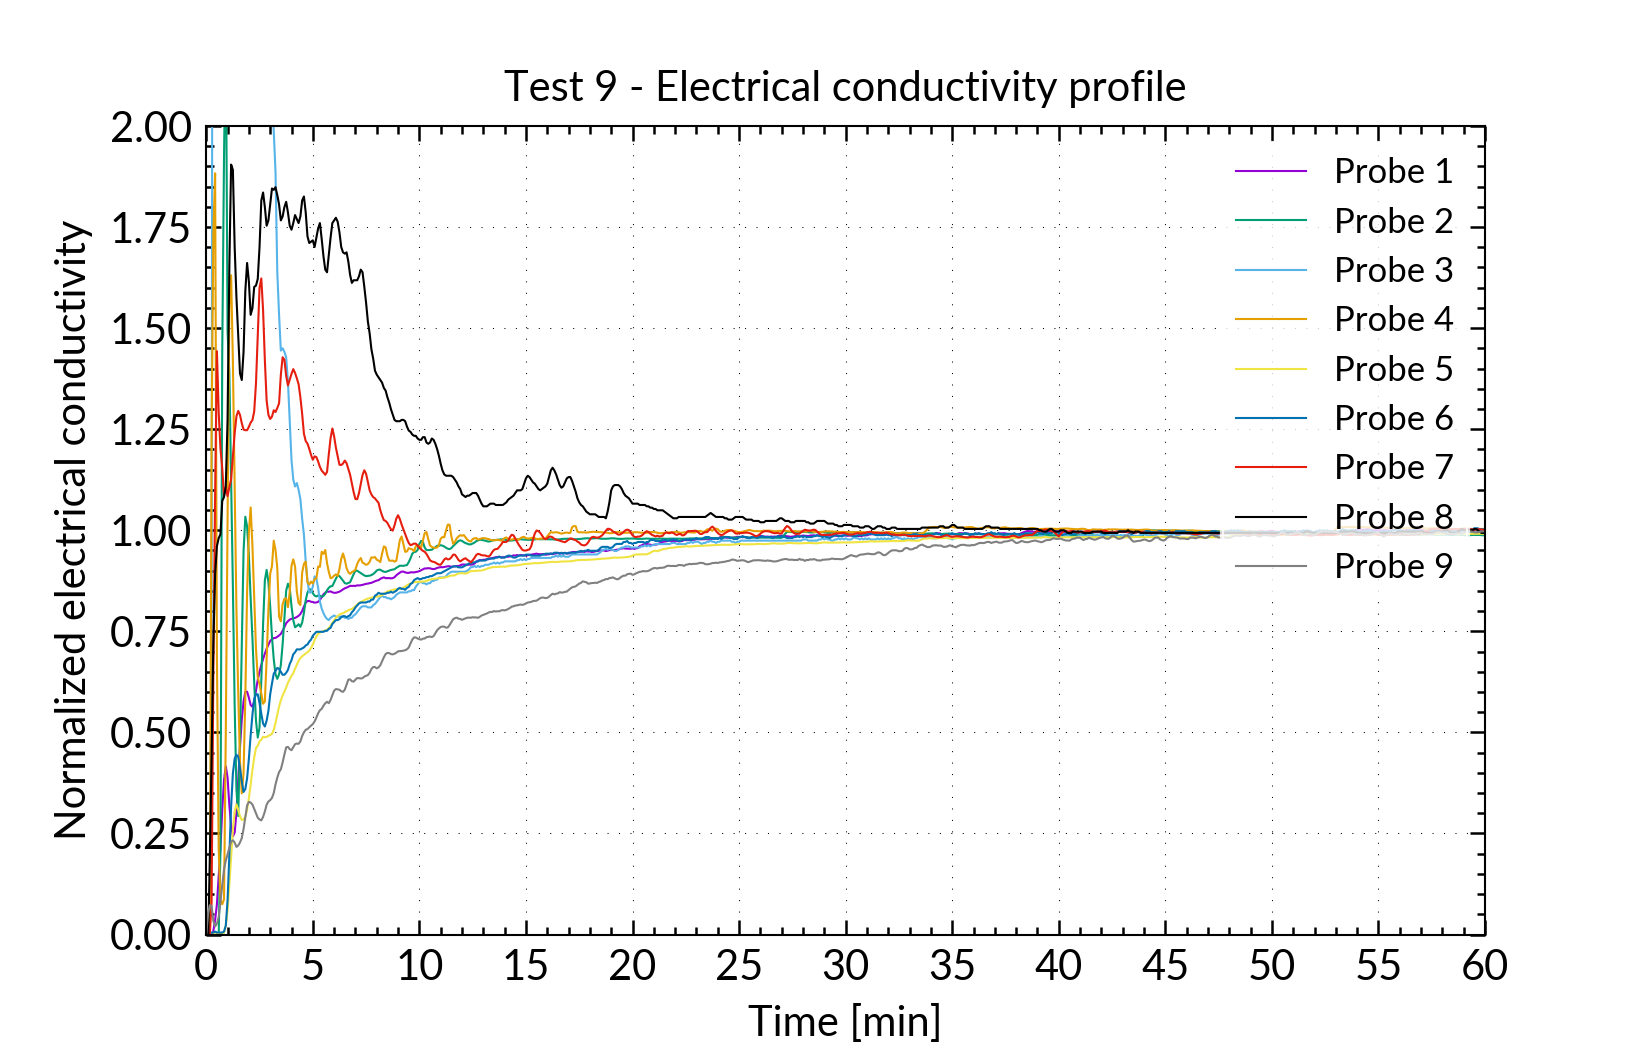 Test 9 - Electrical conductivity profile
Normalized electrical conductivity
2.00
1.75
1.50
1.25
1.00
0.75
0.50
0.25
0.00
Probe 1
Probe 2
Probe 3
Probe 4
Probe 5
Probe 6
Probe 7
Probe 8
Probe 9
0 5 10 15 20 25 30 35 40 45 50 55 60
Time [min]